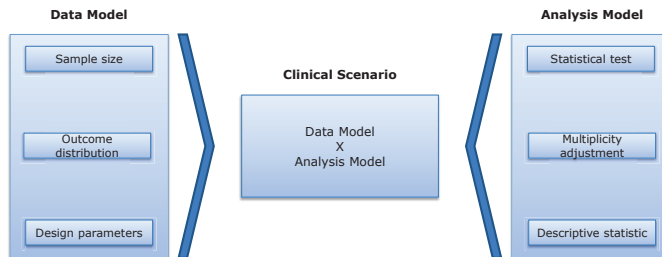 Data Model
Sample size
Outcome
distribution
Design parameters
Clinical Scenario
Data Model
X
Analysis Model
Analysis Model
Statistical test
Multiplicity
adjustment
Descriptive statistic